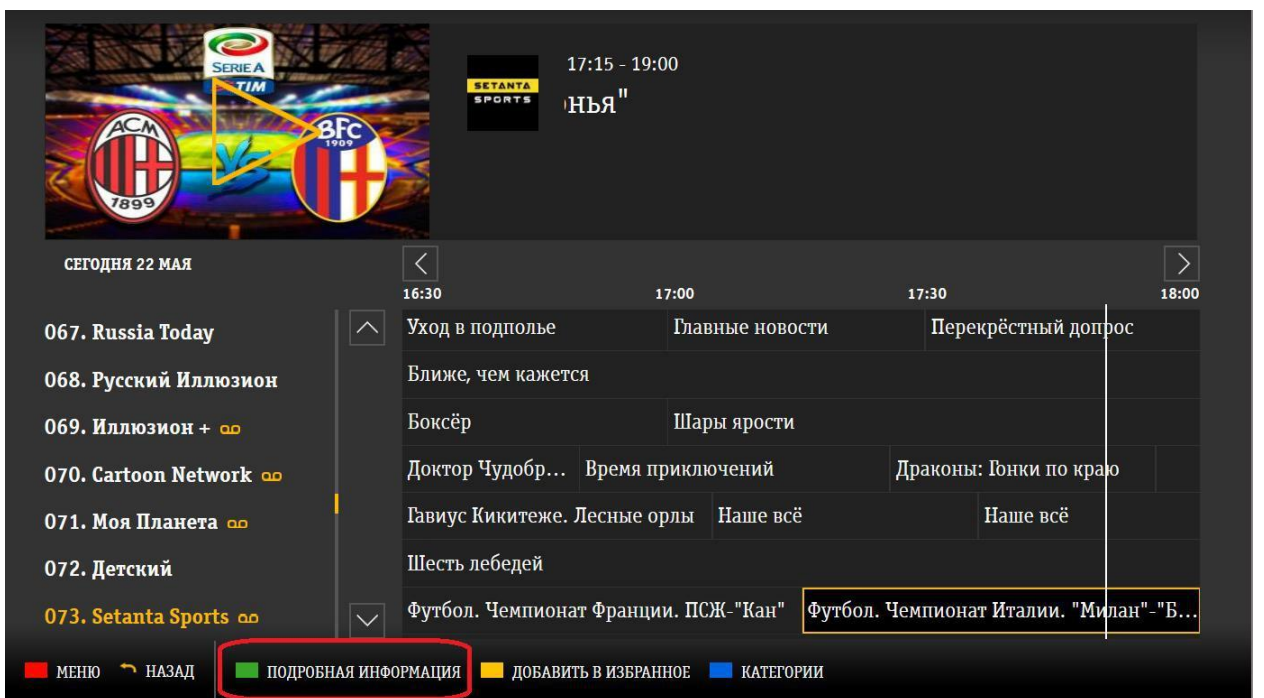 SERIE A
TIM
ACM
1899
VS
BFC
1909
SETANTA
SPORTS
17:15 - 19:00
онья"
СЕГОДНЯ 22 МАЯ
16:30 17:00 17:30 18:00
067. Russia Today Уход в подполье Главные новости Перекрёстный допрос
068. Русский Иллюзион Ближе, чем кажется
069. Иллюзион + Боксёр Шары ярости
070. Cartoon Network Доктор Чудобр... Время приключений Драконы: Гонки по краю
071. Моя Планета Гавиус Кикитеже. Лесные орлы Наше всё Наше всё
072. Детский Шесть лебедей
073. Setanta Sports Футбол. Чемпионат Франции. ПСЖ-"Кан" Футбол. Чемпионат Италии. "Милан"-"Б...
МЕНЮ НАЗАД ПОДРОБНАЯ ИНФОРМАЦИЯ ДОБАВИТЬ В ИЗБРАННОЕ КАТЕГОРИИ